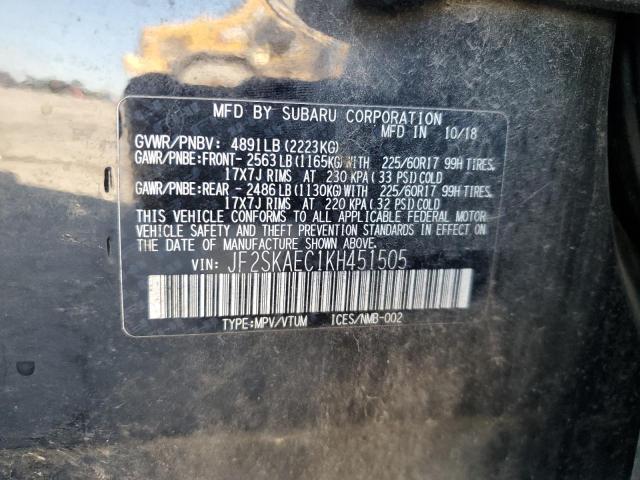 MFD BY SUBARU CORPORATION
MFD. IN 10/18
GVWR/PNBV: 4891LB (2223KG)
GAWR/PNBE:FRONT- 2563LB(1165KG)WITH 225/60R17 99H TIRES.
17X7J RIMS AT 230 KPA (33 PSI)COLD
GAWR/PNBE:REAR - 2486LB(1130KG)WITH 225/60R17 99H TIRES.
17X7J RIMS AT 220 KPA (32 PSI)COLD
THIS VEHICLE CONFORMS TO ALL APPLICABLE FEDERAL MOTOR
VEHICLE SAFETY AND THEFT PREVENTION STANDARDS IN EFFECT ON
THE DATE OF MANUFACTURE SHOWN ABOVE.
VIN: JF2SKAEC1KH451505
TYPE:MPV/VTUM ICES/NMB-002